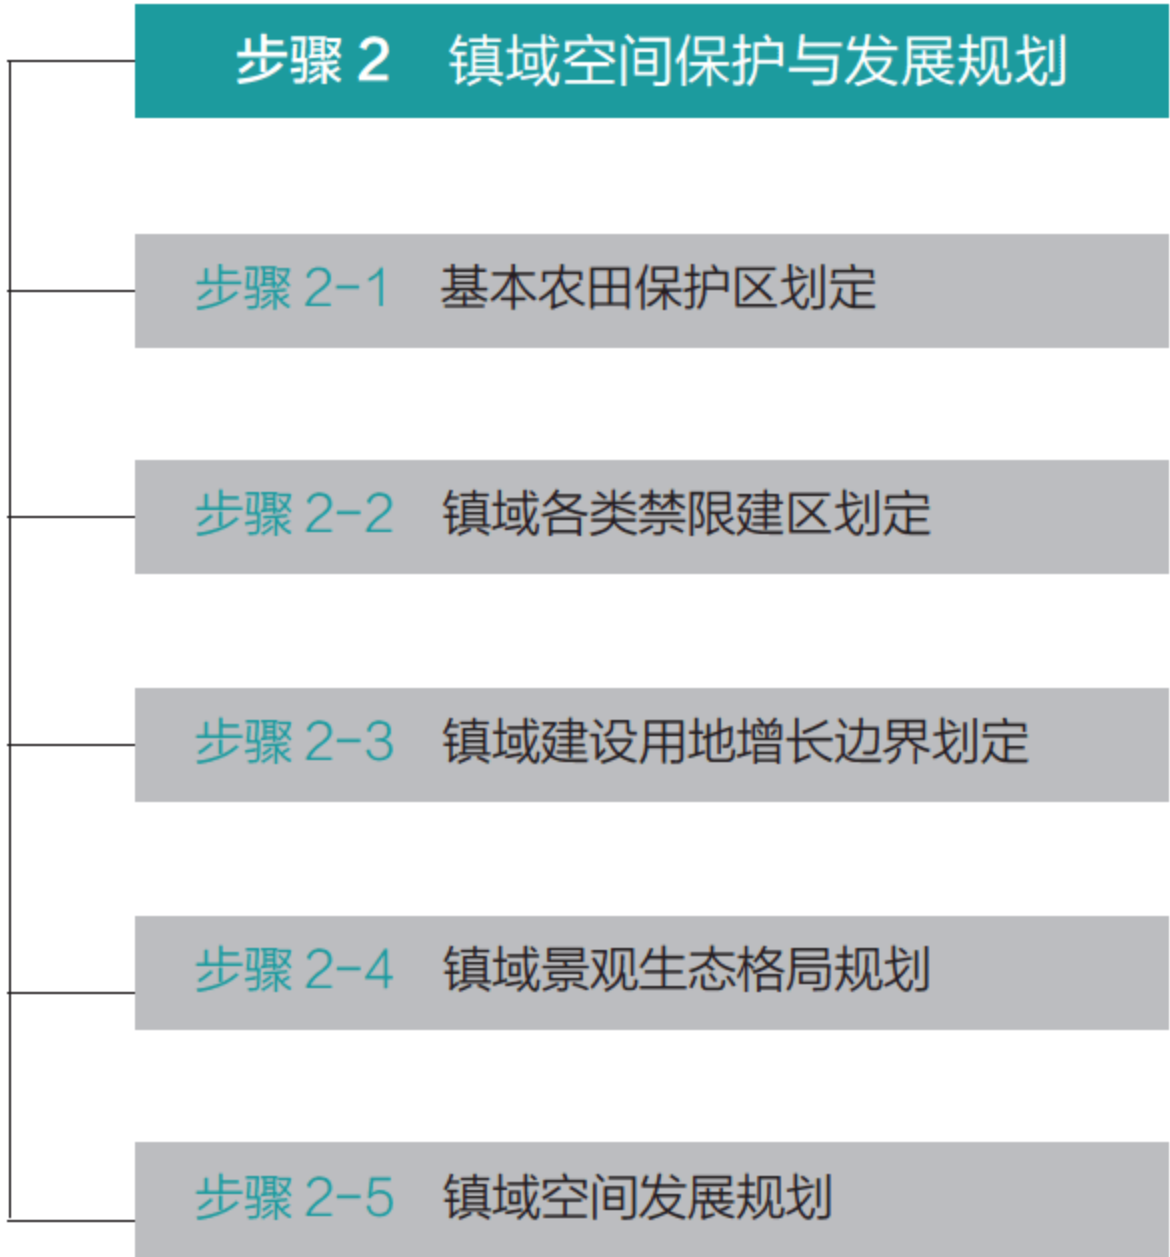 步骤 2 镇域空间保护与发展规划
步骤 2-1 基本农田保护区划定
步骤 2-2 镇域各类禁限建区划定
步骤 2-3 镇域建设用地增长边界划定
步骤 2-4 镇域景观生态格局规划
步骤 2-5 镇域空间发展规划